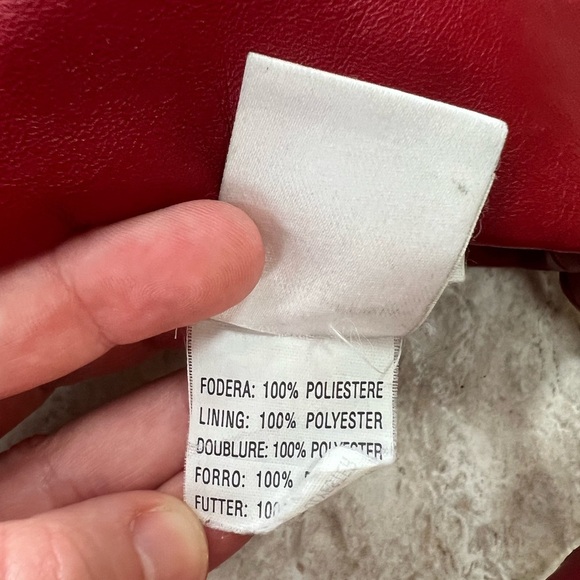 FODERA: 100% POLIESTERE
LINING: 100% POLYESTER
DOUBLURE: 100% POLYESTER
FORRO: 100%
FUTTER: